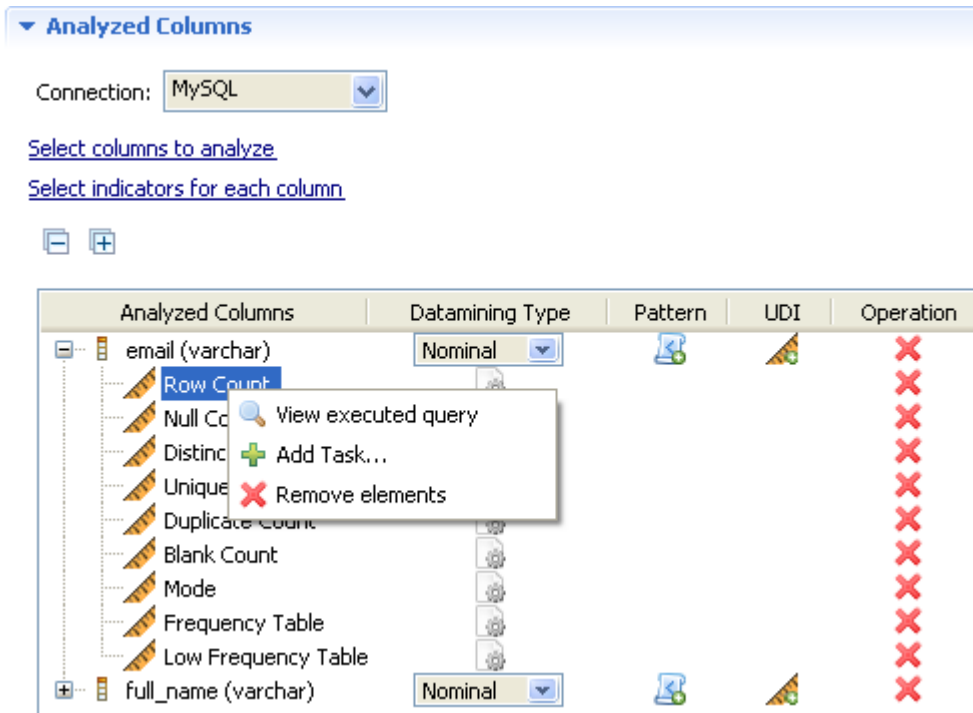 Analyzed Columns
Connection: MySQL
Select columns to analyze
Select indicators for each column
Analyzed Columns Datamining Type Pattern UDI Operation
email (varchar) Nominal
Row Count
View executed query
Null
Add Task...
Remove elements
Unique
Duplicate Count
Blank Count
Mode
Frequency Table
Low Frequency Table
full_name (varchar) Nominal